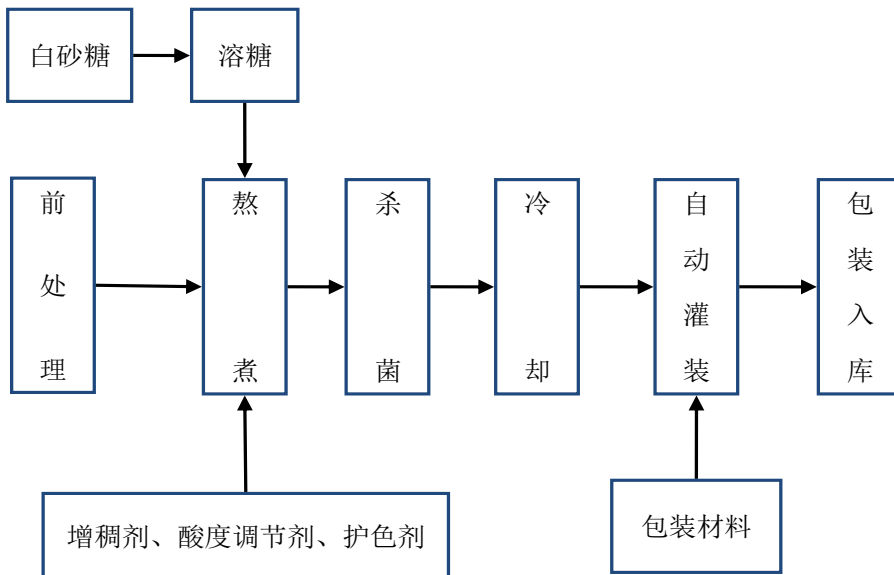 白砂糖
溶糖
前处理
熬煮
杀菌
冷却
自动灌装
包装入库
增稠剂、酸度调节剂、护色剂
包装材料